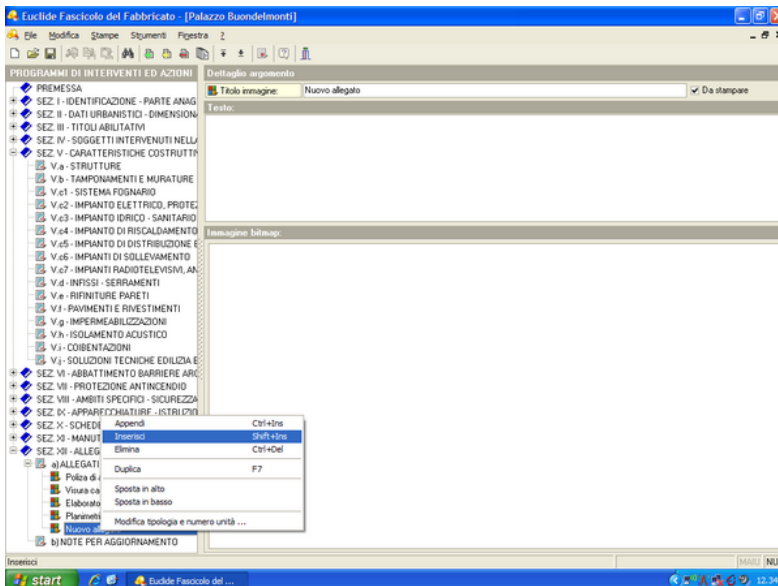 Euclide Fascicolo del Fabbricato - [Palazzo Buondelmonti]
File Modifica Stampe Strumenti Finestra ?
PROGRAMMI DI INTERVENTI ED AZIONI
Dettaglio argomento
PREMESSA
Titolo immagine: Nuovo allegato
Da stampare
SEZ. I - IDENTIFICAZIONE - PARTE ANAG
Testo:
SEZ. II - DATI URBANISTICI - DIMENSION
SEZ. III - TITOLI ABILITATIVI
SEZ. IV - SOGGETTI INTERVENUTI NELL
SEZ. V - CARATTERISTICHE COSTRUTTI
V.a - STRUTTURE
V.b - TAMPONAMENTI E MURATURE
V.c1 - SISTEMA FOGNARIO
V.c2 - IMPIANTO ELETTRICO, PROTEZ
V.c3 - IMPIANTO IDRICO - SANITARIO
V.c4 - IMPIANTO DI RISCALDAMENTO
Immagine bitmap:
V.c5 - IMPIANTO DI DISTRIBUZIONE E
V.c6 - IMPIANTI DI SOLLEVAMENTO
V.c7 - IMPIANTI RADIOTELEVISIVI, AN
V.d - INFISSI - SERRAMENTI
V.e - RIFINITURE PARETI
V.f - PAVIMENTI E RIVESTIMENTI
V.g - IMPERMEABILIZZAZIONI
V.h - ISOLAMENTO ACUSTICO
V.i - COIBENTAZIONI
V.j - SOLUZIONI TECNICHE EDILIZIA E
SEZ. VI - ABBATTIMENTO BARRIERE ARC
SEZ. VII - PROTEZIONE ANTINCENDIO
SEZ. VIII - AMBITI SPECIFICI - SICUREZZA
SEZ. IX - APPARECCHIATURE - ISTRUZIO
SEZ. X - SCHEDE
SEZ. XI - MANUT
SEZ. XII - ALLEG
a) ALLEGATI
Poliza di a
Visura ca
Elaborato
Planimetri
Nuovo allegato
b) NOTE PER AGGIORNAMENTO
Appendi Ctrl+Ins
Inserisci Shift+Ins
Elimina Ctrl+Del
Duplica F7
Sposta in alto
Sposta in basso
Modifica tipologia e numero unità ...
Inserisci
MAIU NU
start
Euclide Fascicolo del ...
12:34